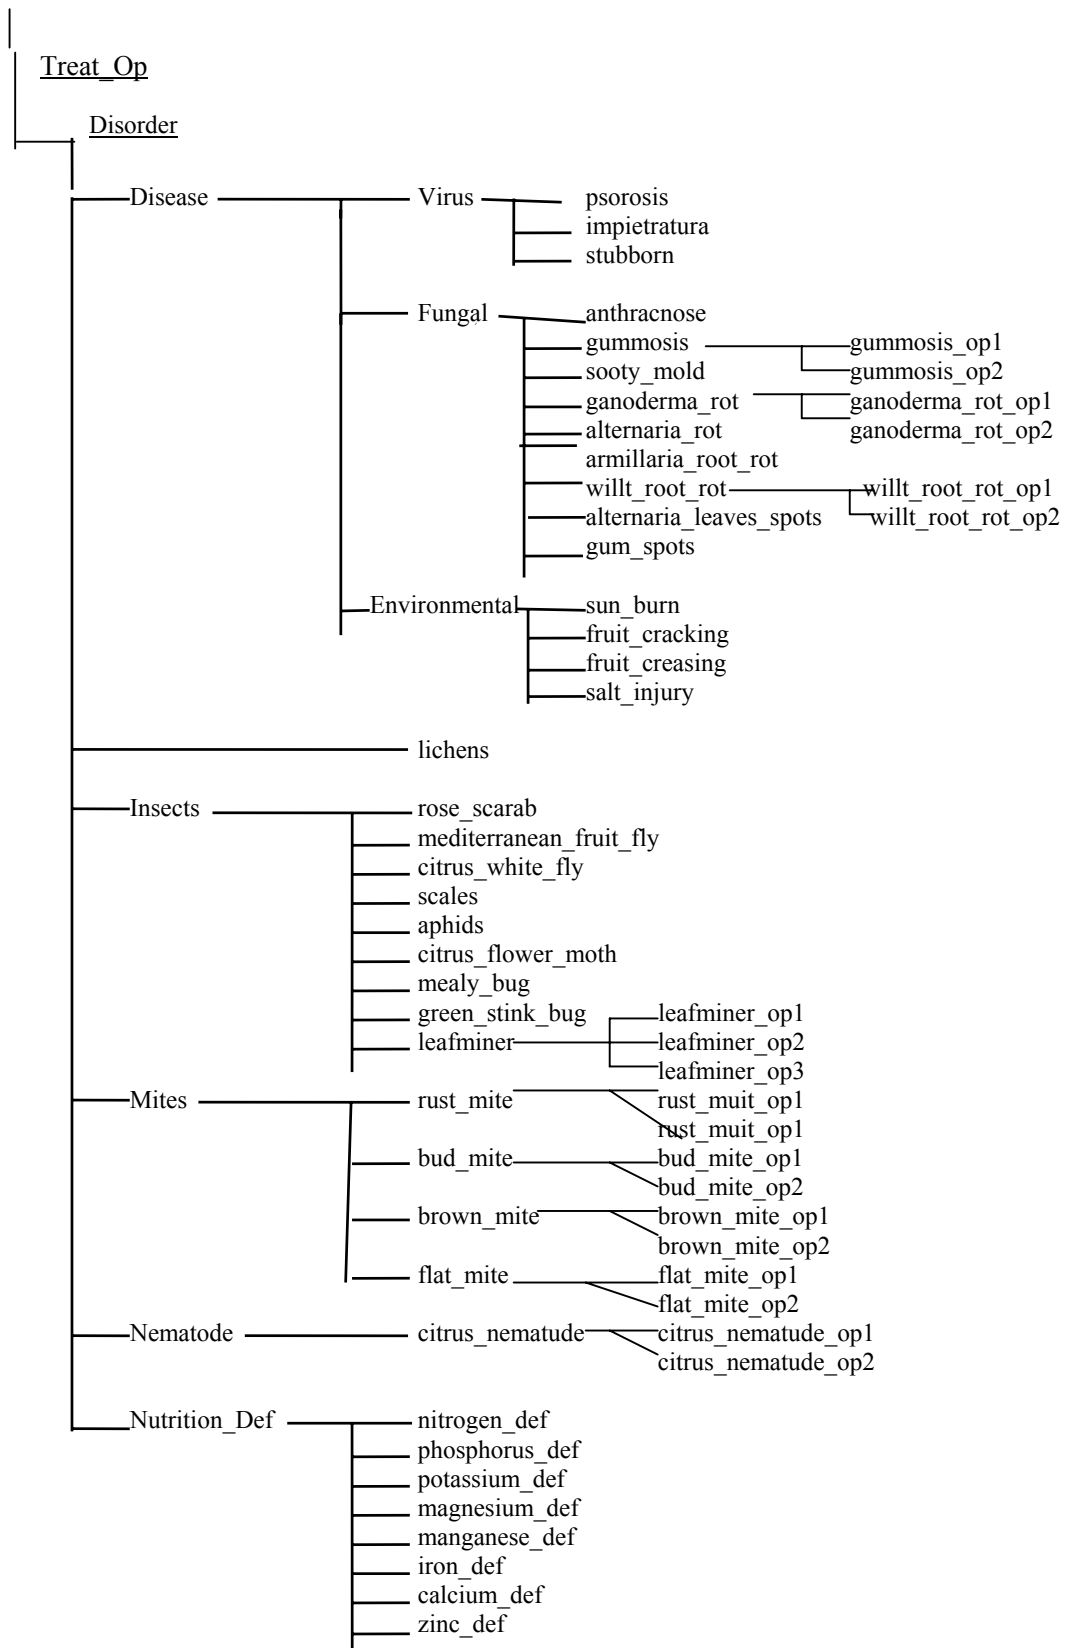 Treat_Op
Disorder
Disease Virus psorosis
impietratura
stubborn
Fungal anthracnose
gummosis gummosis_op1
sooty_mold gummosis_op2
ganoderma_rot ganoderma_rot_op1
alternaria_rot ganoderma_rot_op2
armillaria_root_rot
willt_root_rot willt_root_rot_op1
alternaria_leaves_spots willt_root_rot_op2
gum_spots
Environmental sun_burn
fruit_cracking
fruit_creasing
salt_injury
lichens
Insects rose_scarab
mediterranean_fruit_fly
citrus_white_fly
scales
aphids
citrus_flower_moth
mealy_bug
green_stink_bug leafminer_op1
leafminer leafminer_op2
leafminer_op3
Mites rust_mite rust_muit_op1
rust_muit_op1
bud_mite bud_mite_op1
bud_mite_op2
brown_mite brown_mite_op1
brown_mite_op2
flat_mite flat_mite_op1
flat_mite_op2
Nematode citrus_nematude citrus_nematude_op1
citrus_nematude_op2
Nutrition_Def nitrogen_def
phosphorus_def
potassium_def
magnesium_def
manganese_def
iron_def
calcium_def
zinc_def